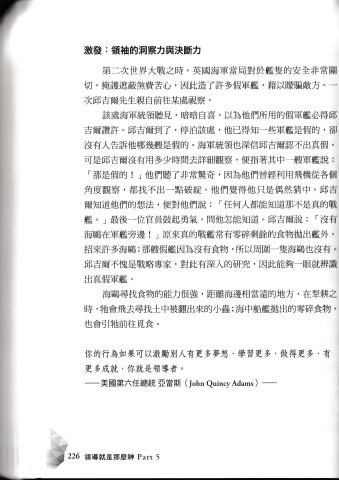 激發：領袖的洞察力與決斷力
第二次世界大戰之時，英國海軍當局對於艦隻的安全非常關
切，掩護遮蔽煞費苦心，因此造了許多假軍艦，藉以矇騙敵方。一
次邱吉爾先生親自前往某處視察。
該處海軍統領聽見，暗暗自喜，以為他們所用的假軍艦必得邱
吉爾讚許。邱吉爾到了，停泊該處，他已得知一些軍艦是假的，卻
沒有人告訴他哪幾艘是假的。海軍統領也深信邱吉爾認不出真假。
可是邱吉爾沒有用多少時間去詳細觀察，便指著其中一艘軍艦說：
「那是假的！」他們聽了非常驚奇，因為他們曾經利用飛機從各個
角度觀察，都找不出一點破綻。他們覺得他只是偶然猜中。邱吉
爾知道他們的想法，便對他們說：「任何人都能知道那不是真的戰
艦。」最後一位官員鼓起勇氣，問他怎能知道。邱吉爾說：「沒有
海鷗在軍艦旁邊！」原來真的戰艦常有零碎剩餘的食物拋出艦外，
招來許多海鷗；那艘假艦因為沒有食物，所以周圍一隻海鷗也沒有。
邱吉爾不愧是戰略專家，對此有深入的研究，因此能夠一眼就辨識
出真假軍艦。
海鷗尋找食物的能力很強，距離海邊相當遠的地方，在犁耕之
時，牠會飛去尋找土中被翻出來的小蟲；海中船艦拋出的零碎食物，
也會引牠前往覓食。
你的行為如果可以激勵別人有更多夢想，學習更多，做得更多，有
更多成就，你就是領導者。
——美國第六任總統 亞當斯（John Quincy Adams）——
226 領導就是那麼神 Part 5